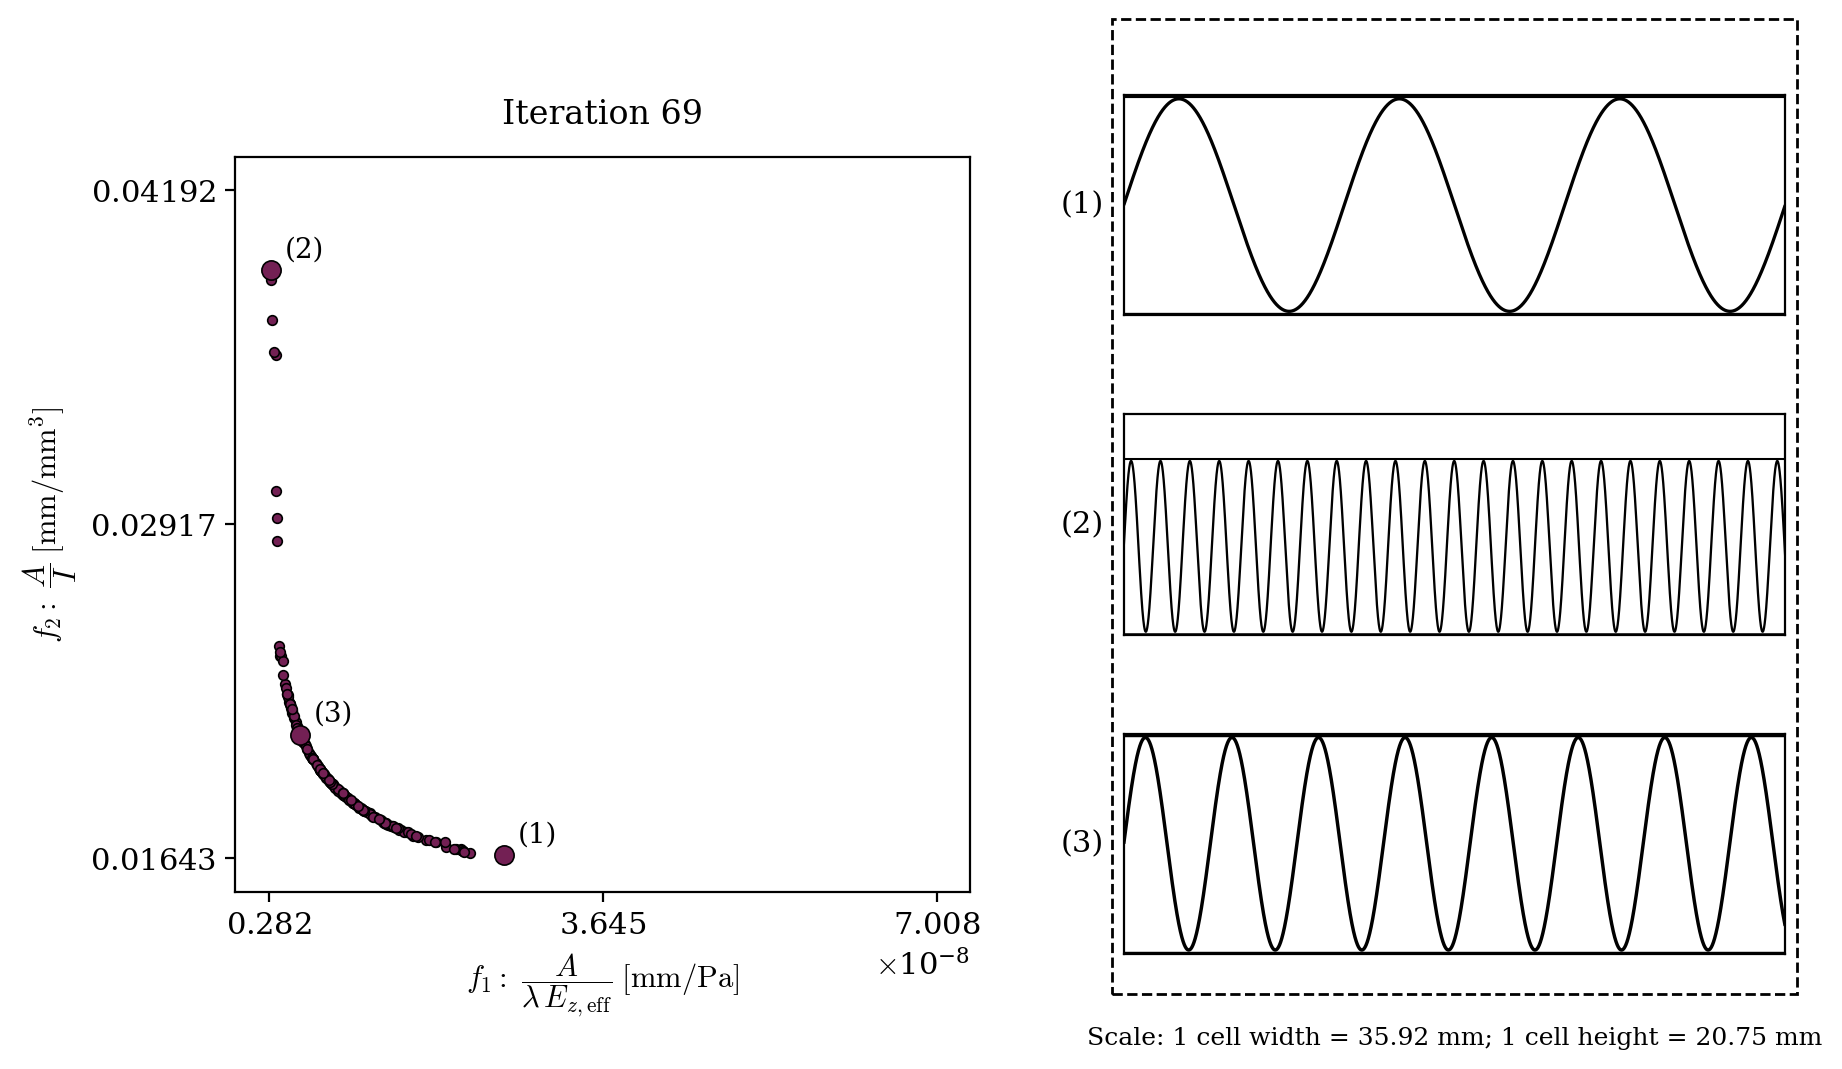 Iteration 69
0.04192
0.02917
0.01643
f₂ : A/I [mm/mm³]
(2)
(3)
(1)
0.282 3.645 7.008
×10⁻⁸
f₁ : A/(λ E_z,eff) [mm/Pa]
(1)
(2)
(3)
Scale: 1 cell width = 35.92 mm; 1 cell height = 20.75 mm